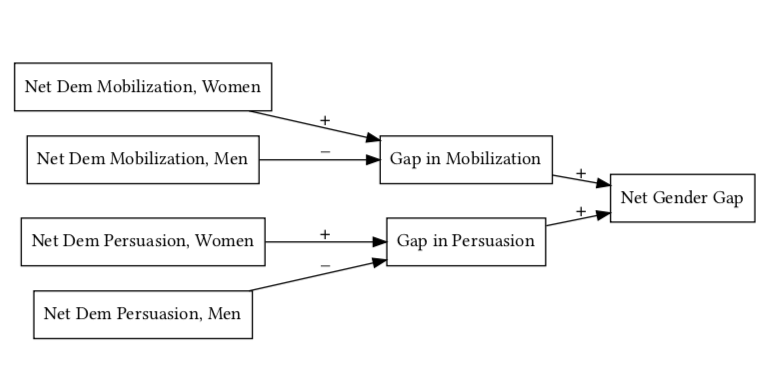 Net Dem Mobilization, Women
+
Net Dem Mobilization, Men
–
Gap in Mobilization
+
Net Gender Gap
Net Dem Persuasion, Women
+
Gap in Persuasion
+
–
Net Dem Persuasion, Men